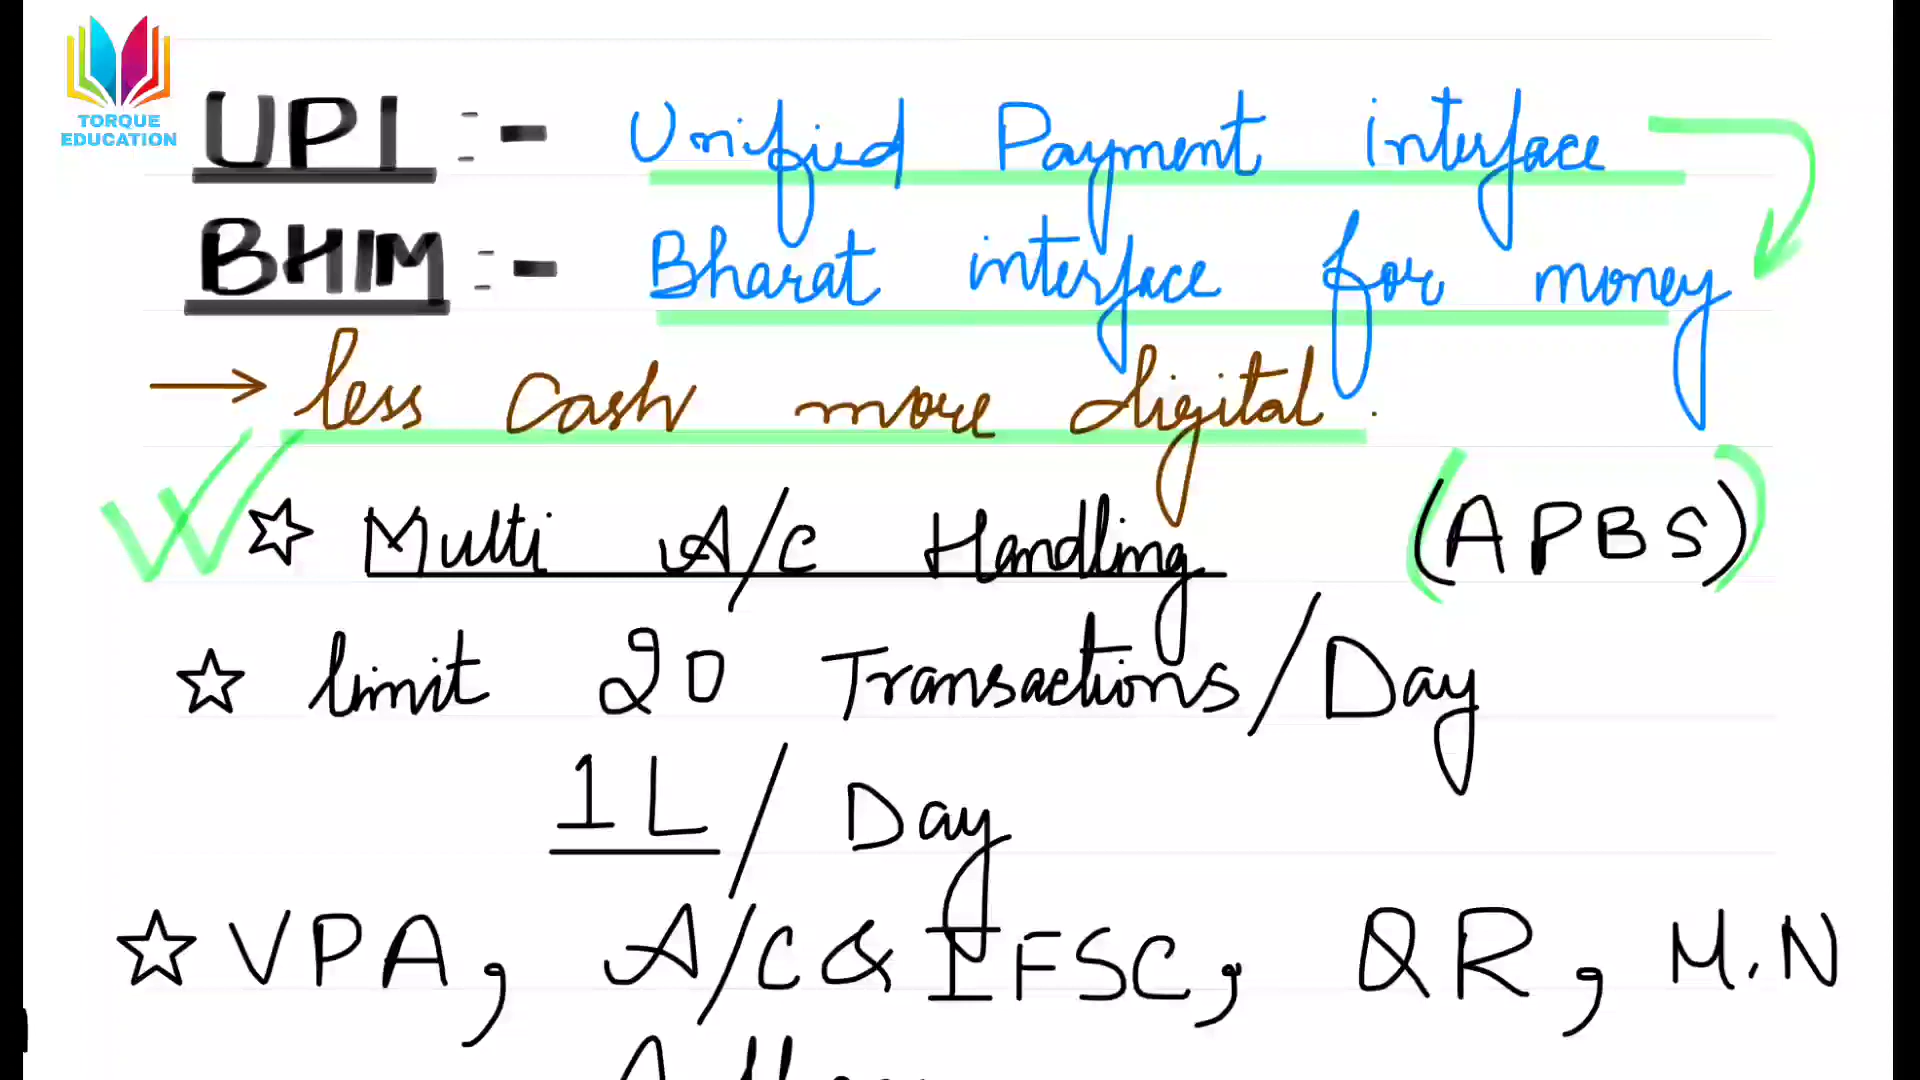 TORQUE
EDUCATION
UPI :- Unified Payment interface
BHIM :- Bharat interface for money
→ less cash more digital.
☆ Multi A/C Handling (APBS)
☆ limit 20 Transactions/Day
1L/Day
☆ VPA, A/C & IFSC, QR, M.N